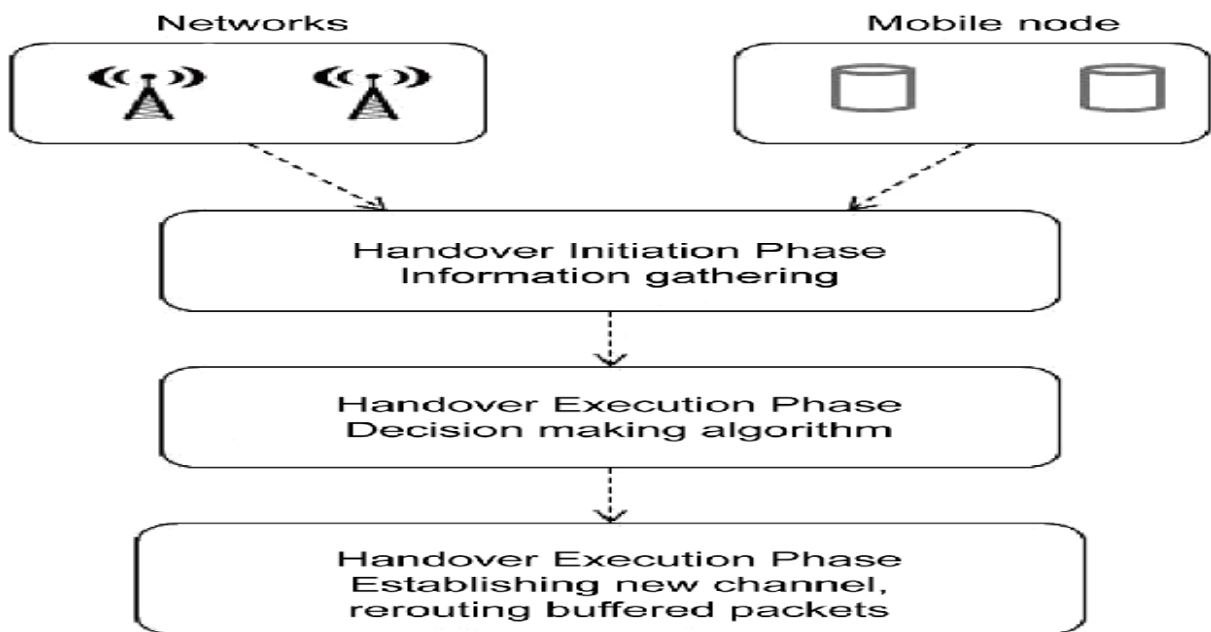 Networks
Mobile node
Handover Initiation Phase
Information gathering
Handover Execution Phase
Decision making algorithm
Handover Execution Phase
Establishing new channel,
rerouting buffered packets